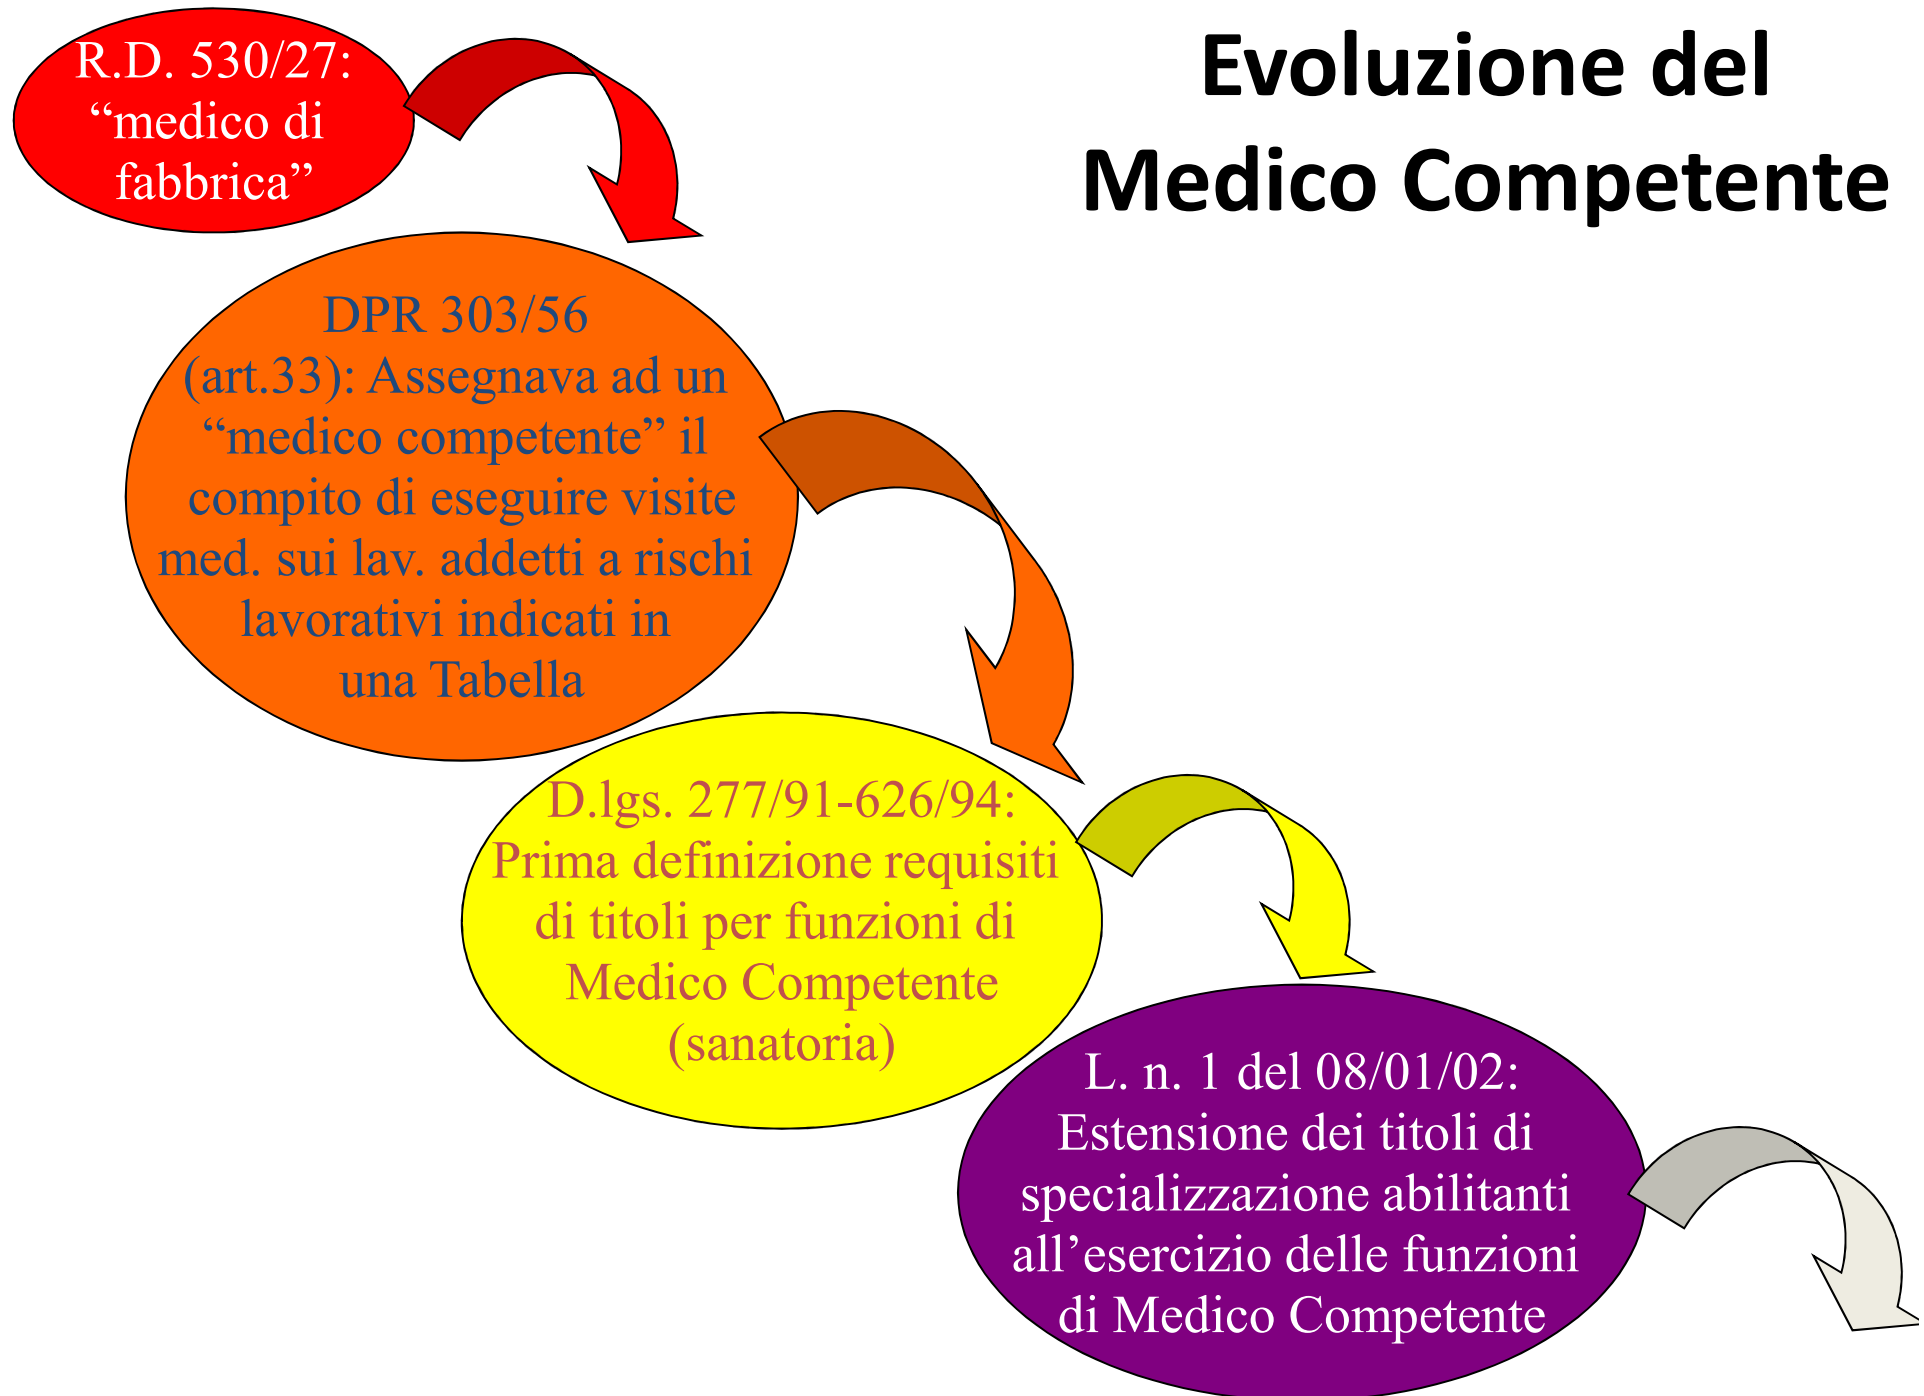 Evoluzione del
Medico Competente
R.D. 530/27:
“medico di
fabbrica”
DPR 303/56
(art.33): Assegnava ad un
“medico competente” il
compito di eseguire visite
med. sui lav. addetti a rischi
lavorativi indicati in
una Tabella
D.lgs. 277/91-626/94:
Prima definizione requisiti
di titoli per funzioni di
Medico Competente
(sanatoria)
L. n. 1 del 08/01/02:
Estensione dei titoli di
specializzazione abilitanti
all’esercizio delle funzioni
di Medico Competente